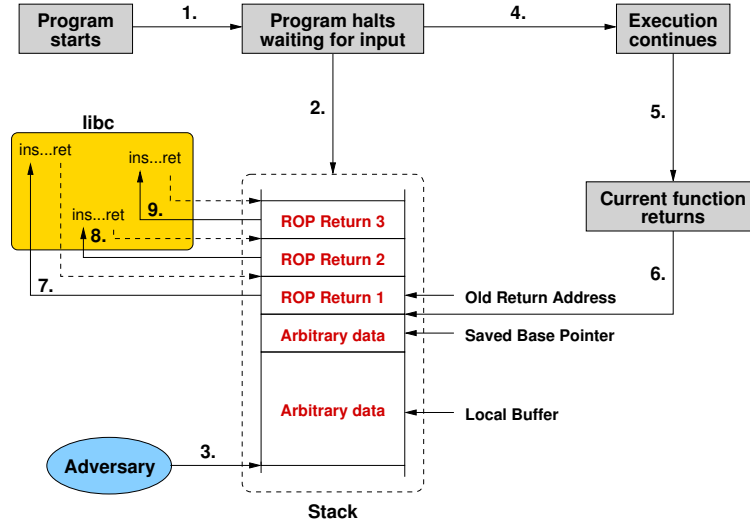 Program
starts
1.
Program halts
waiting for input
4.
Execution
continues
2.
5.
libc
ins...ret
ins...ret
ins...ret
9.
8.
7.
ROP Return 3
ROP Return 2
ROP Return 1
Arbitrary data
Arbitrary data
Current function
returns
6.
Old Return Address
Saved Base Pointer
Local Buffer
Adversary
3.
Stack